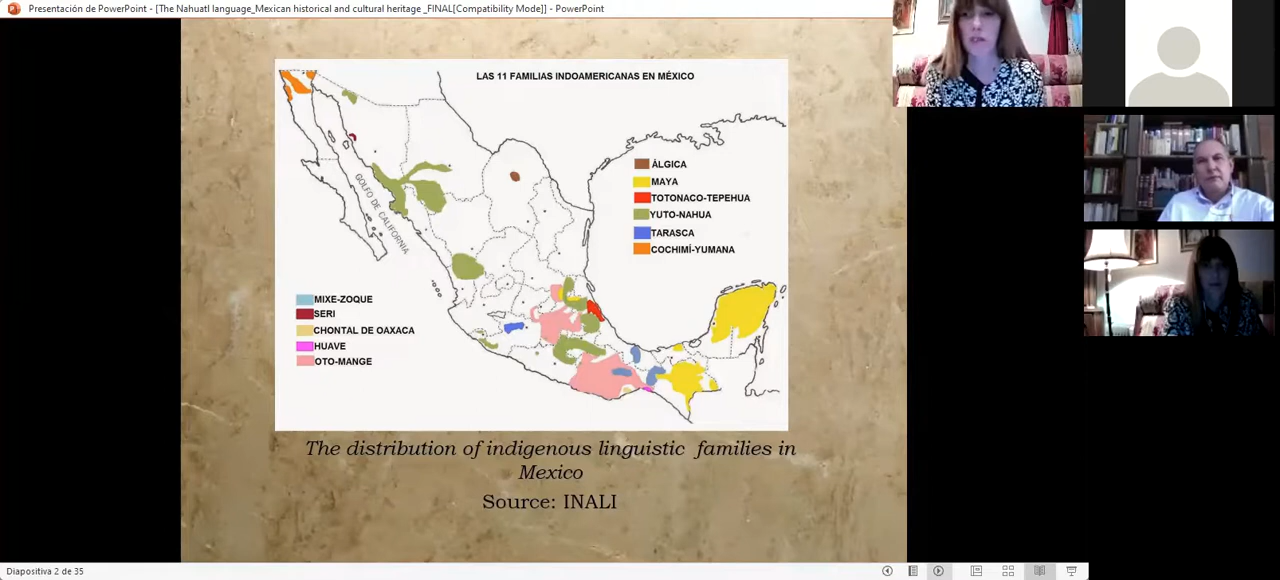 Presentación de PowerPoint - [The Nahuatl language_Mexican historical and cultural heritage _FINAL[Compatibility Mode]] - PowerPoint
LAS 11 FAMILIAS INDOAMERICANAS EN MÉXICO
GOLFO DE CALIFORNIA
ÁLGICA
MAYA
TOTONACO-TEPEHUA
YUTO-NAHUA
TARASCA
COCHIMÍ-YUMANA
MIXE-ZOQUE
SERI
CHONTAL DE OAXACA
HUAVE
OTO-MANGE
The distribution of indigenous linguistic families in
Mexico
Source: INALI
Diapositiva 2 de 35